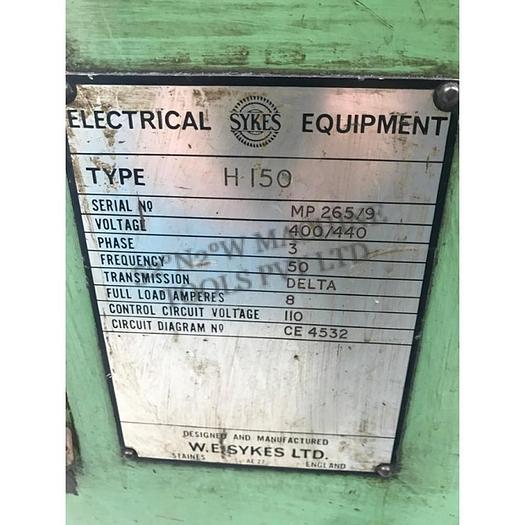 ELECTRICAL SYKES EQUIPMENT
TYPE H 150
SERIAL Nº MP 265/9
VOLTAGE 400/440
PHASE 3
FREQUENCY 50
TRANSMISSION DELTA
FULL LOAD AMPERES 8
CONTROL CIRCUIT VOLTAGE 110
CIRCUIT DIAGRAM Nº CE 4532
DESIGNED AND MANUFACTURED
W.E.SYKES LTD.
STAINES AE 27 ENGLAND